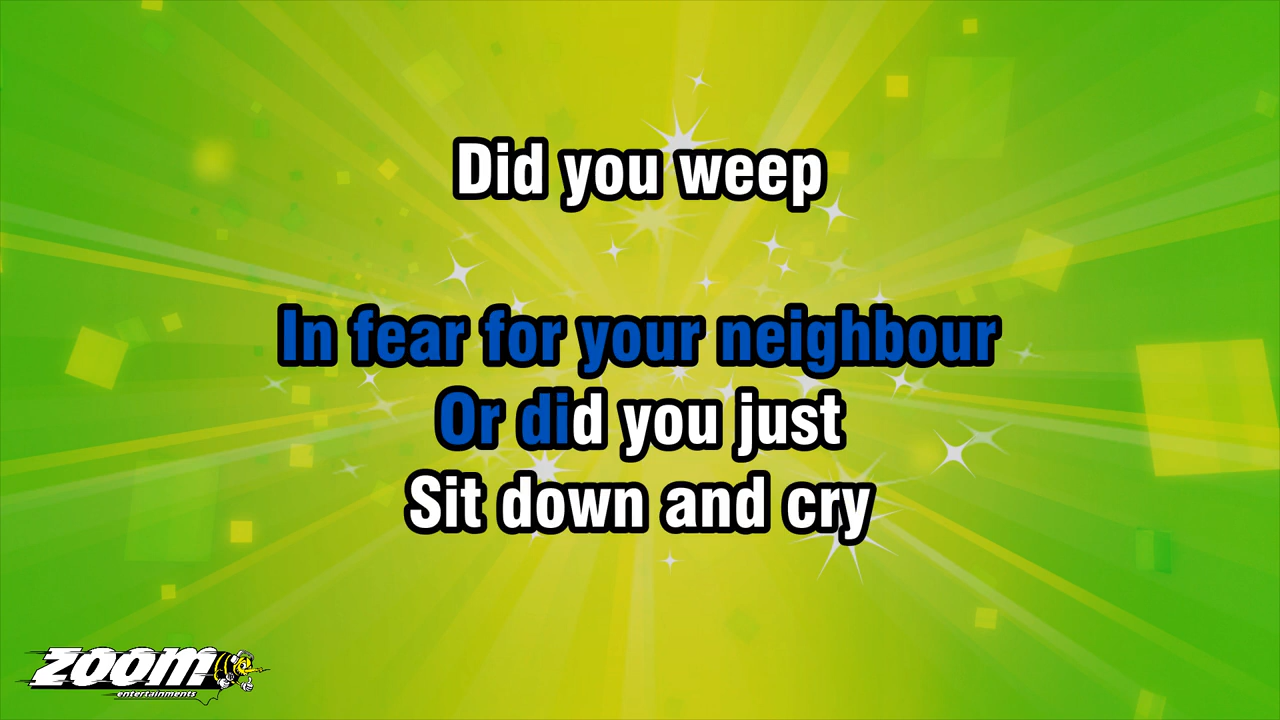 Did you weep
In fear for your neighbour
Or did you just
Sit down and cry
ZOOM
entertainments